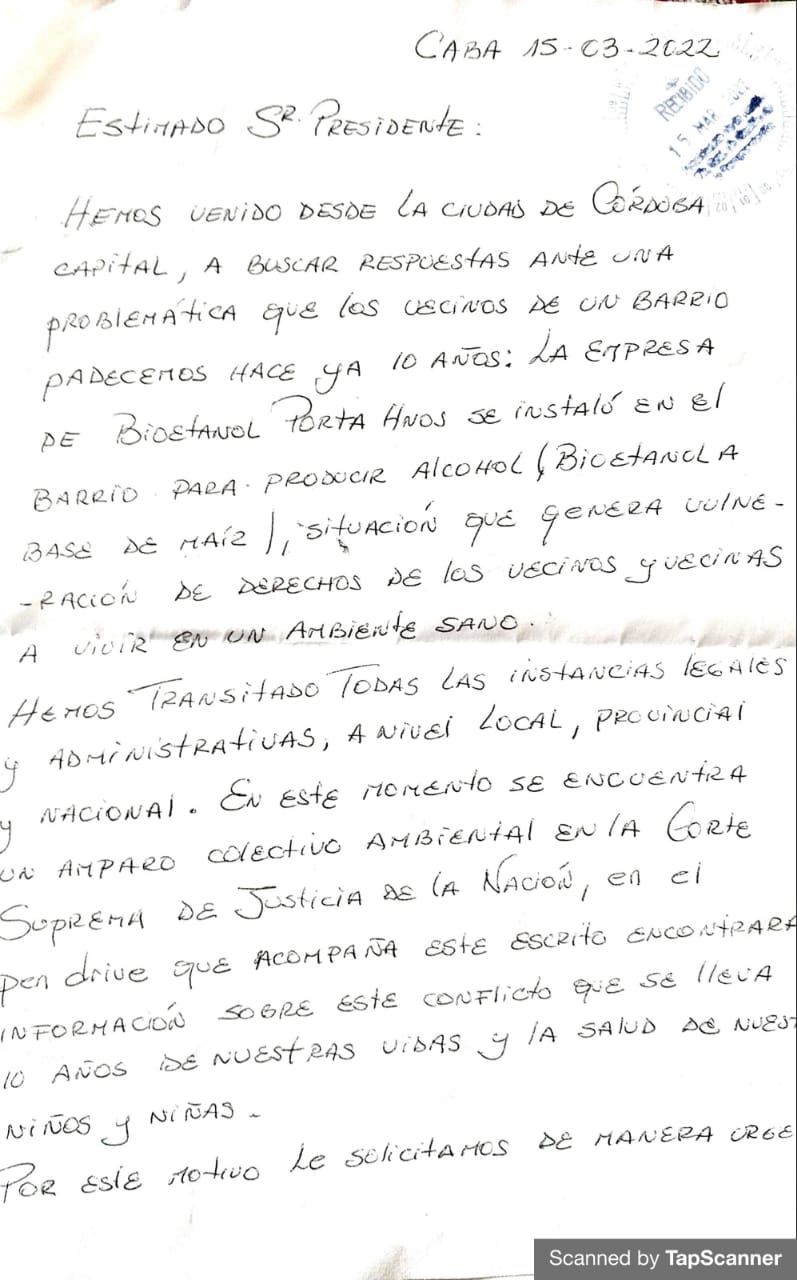 CABA 15-03-2022
RECIBIDO
15 MAR 2022
Estimado Sr. Presidente:
Hemos venido desde la ciudad de Córdoba
capital, a buscar respuestas ante una
problemática que los vecinos de un barrio
padecemos hace ya 10 años: la empresa
de Bioetanol Porta Hnos se instaló en el
barrio para producir alcohol (Bioetanol a
base de maíz), situación que genera vulne-
-ración de derechos de los vecinos y vecinas
a vivir en un ambiente sano.
Hemos Transitado Todas las instancias legales
y administrativas, a nivel local, provincial
y nacional. En este momento se encuentra
un amparo colectivo ambiental en la Corte
Suprema de Justicia de la Nación, en el
pen drive que acompaña este escrito encontrara
información sobre este conflicto que se lleva
10 años de nuestras vidas y la salud de nuest
niños y niñas.-
Por este motivo le solicitamos de manera urge
Scanned by TapScanner